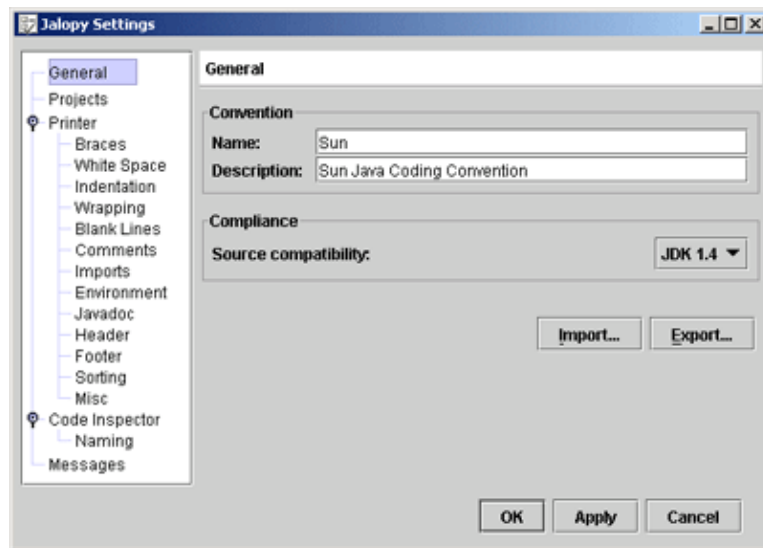 Jalopy Settings
General
Projects
Printer
Braces
White Space
Indentation
Wrapping
Blank Lines
Comments
Imports
Environment
Javadoc
Header
Footer
Sorting
Misc
Code Inspector
Naming
Messages
General
Convention
Name: Sun
Description: Sun Java Coding Convention
Compliance
Source compatibility: JDK 1.4
Import... Export...
OK Apply Cancel